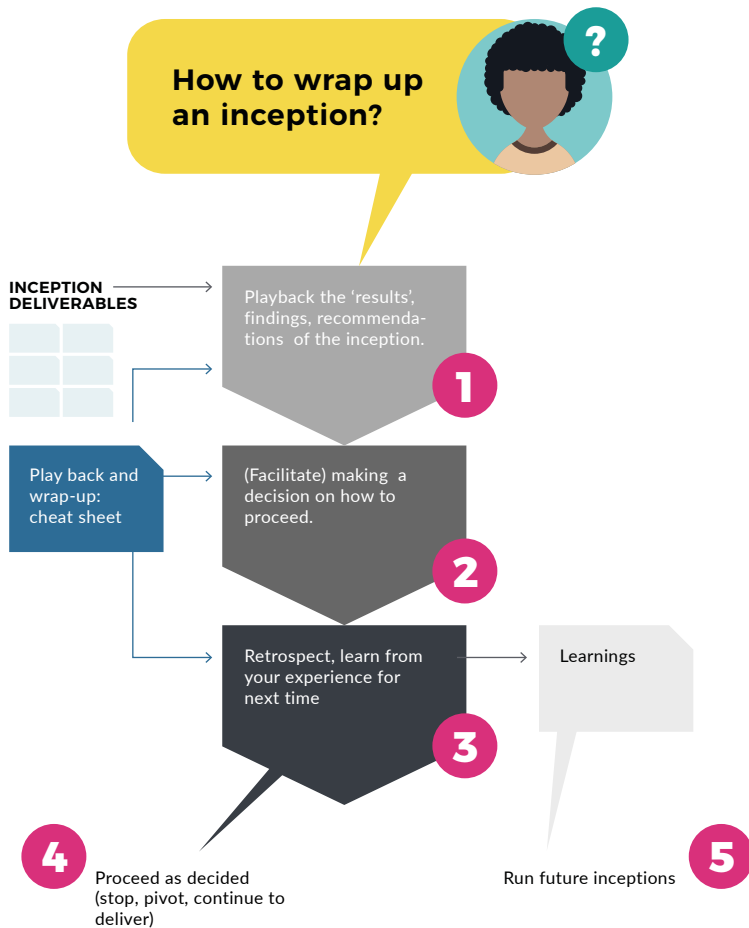 How to wrap up
an inception?
?
INCEPTION
DELIVERABLES
Playback the ‘results’,
findings, recommenda-
tions of the inception.
1
Play back and
wrap-up:
cheat sheet
(Facilitate) making a
decision on how to
proceed.
2
Retrospect, learn from
your experience for
next time
3
Learnings
4
Proceed as decided
(stop, pivot, continue to
deliver)
Run future inceptions
5